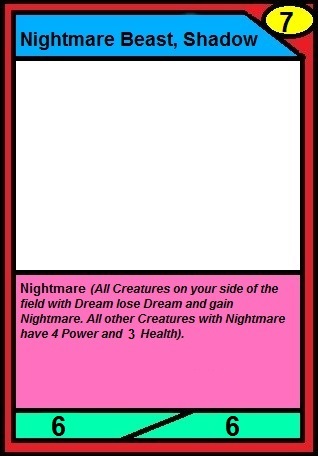 7
Nightmare Beast, Shadow
Nightmare (All Creatures on your side of the
field with Dream lose Dream and gain
Nightmare. All other Creatures with Nightmare
have 4 Power and 3 Health).
6 / 6